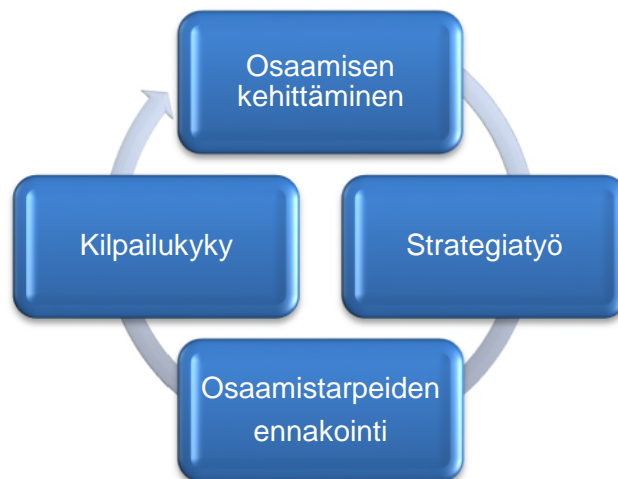 Osaamisen
kehittäminen
Kilpailukyky
Strategiatyö
Osaamistarpeiden
ennakointi